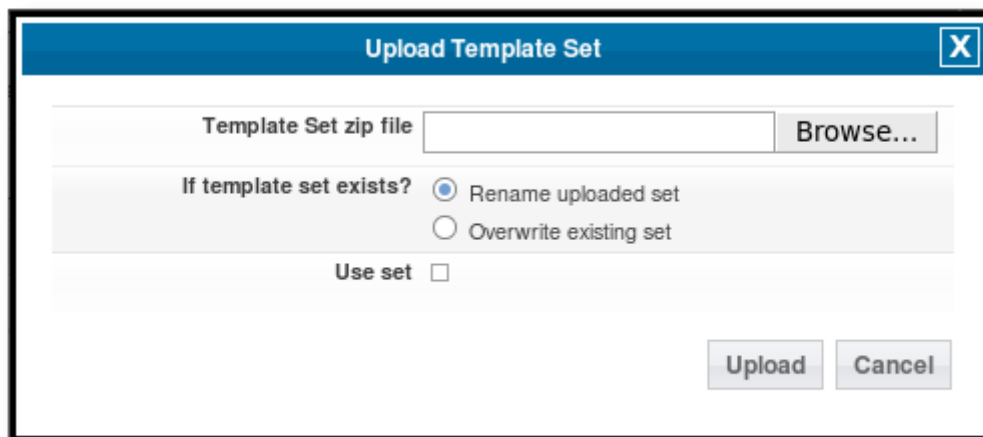 Upload Template Set X
Template Set zip file Browse...
If template set exists? Rename uploaded set
Overwrite existing set
Use set
Upload Cancel